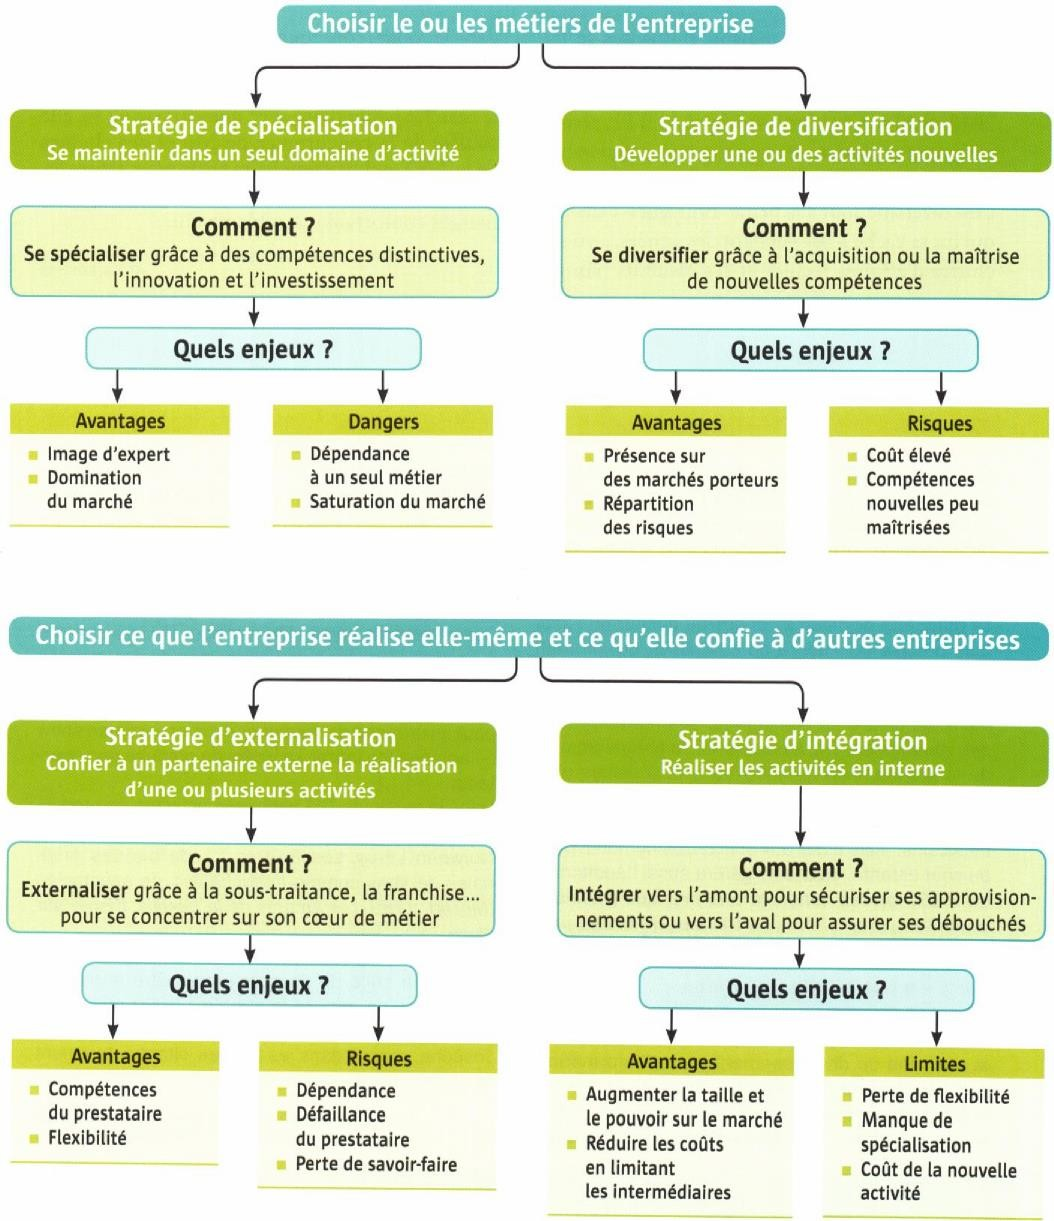 Choisir le ou les métiers de l'entreprise
Stratégie de spécialisation
Se maintenir dans un seul domaine d'activité
Comment ?
Se spécialiser grâce à des compétences distinctives,
l'innovation et l'investissement
Quels enjeux ?
Avantages
Image d'expert
Domination
du marché
Dangers
Dépendance
à un seul métier
Saturation du marché
Stratégie de diversification
Développer une ou des activités nouvelles
Comment ?
Se diversifier grâce à l'acquisition ou la maîtrise
de nouvelles compétences
Quels enjeux ?
Avantages
Présence sur
des marchés porteurs
Répartition
des risques
Risques
Coût élevé
Compétences
nouvelles peu
maîtrisées
Choisir ce que l'entreprise réalise elle-même et ce qu'elle confie à d'autres entreprises
Stratégie d'externalisation
Confier à un partenaire externe la réalisation
d'une ou plusieurs activités
Comment ?
Externaliser grâce à la sous-traitance, la franchise...
pour se concentrer sur son cœur de métier
Quels enjeux ?
Avantages
Compétences
du prestataire
Flexibilité
Risques
Dépendance
Défaillance
du prestataire
Perte de savoir-faire
Stratégie d'intégration
Réaliser les activités en interne
Comment ?
Intégrer vers l'amont pour sécuriser ses approvision-
nements ou vers l'aval pour assurer ses débouchés
Quels enjeux ?
Avantages
Augmenter la taille et
le pouvoir sur le marché
Réduire les coûts
en limitant
les intermédiaires
Limites
Perte de flexibilité
Manque de
spécialisation
Coût de la nouvelle
activité